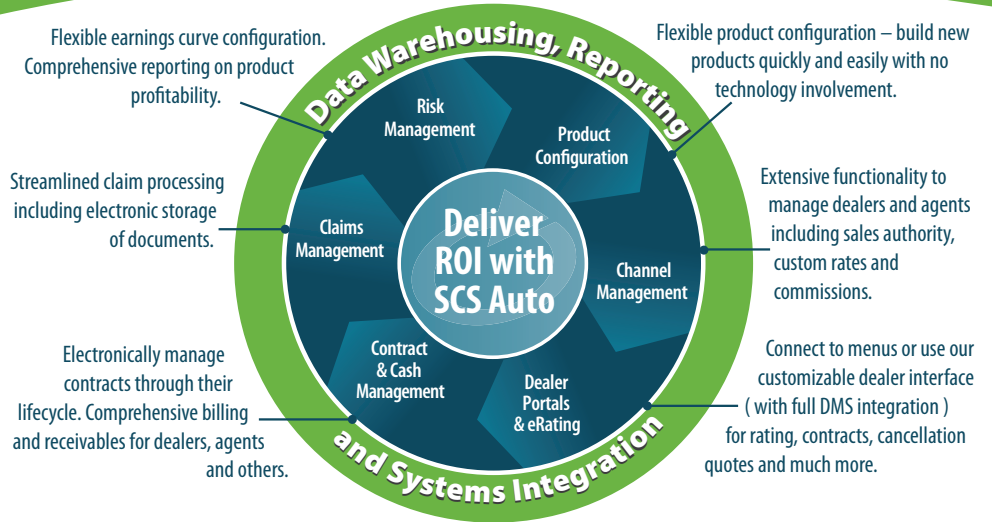 Data Warehousing, Reporting
and Systems Integration
Deliver
ROI with
SCS Auto
Risk
Management
Product
Configuration
Channel
Management
Dealer
Portals
& eRating
Contract
& Cash
Management
Claims
Management
Flexible earnings curve configuration.
Comprehensive reporting on product
profitability.
Flexible product configuration – build new
products quickly and easily with no
technology involvement.
Streamlined claim processing
including electronic storage
of documents.
Extensive functionality to
manage dealers and agents
including sales authority,
custom rates and
commissions.
Electronically manage
contracts through their
lifecycle. Comprehensive billing
and receivables for dealers, agents
and others.
Connect to menus or use our
customizable dealer interface
( with full DMS integration )
for rating, contracts, cancellation
quotes and much more.